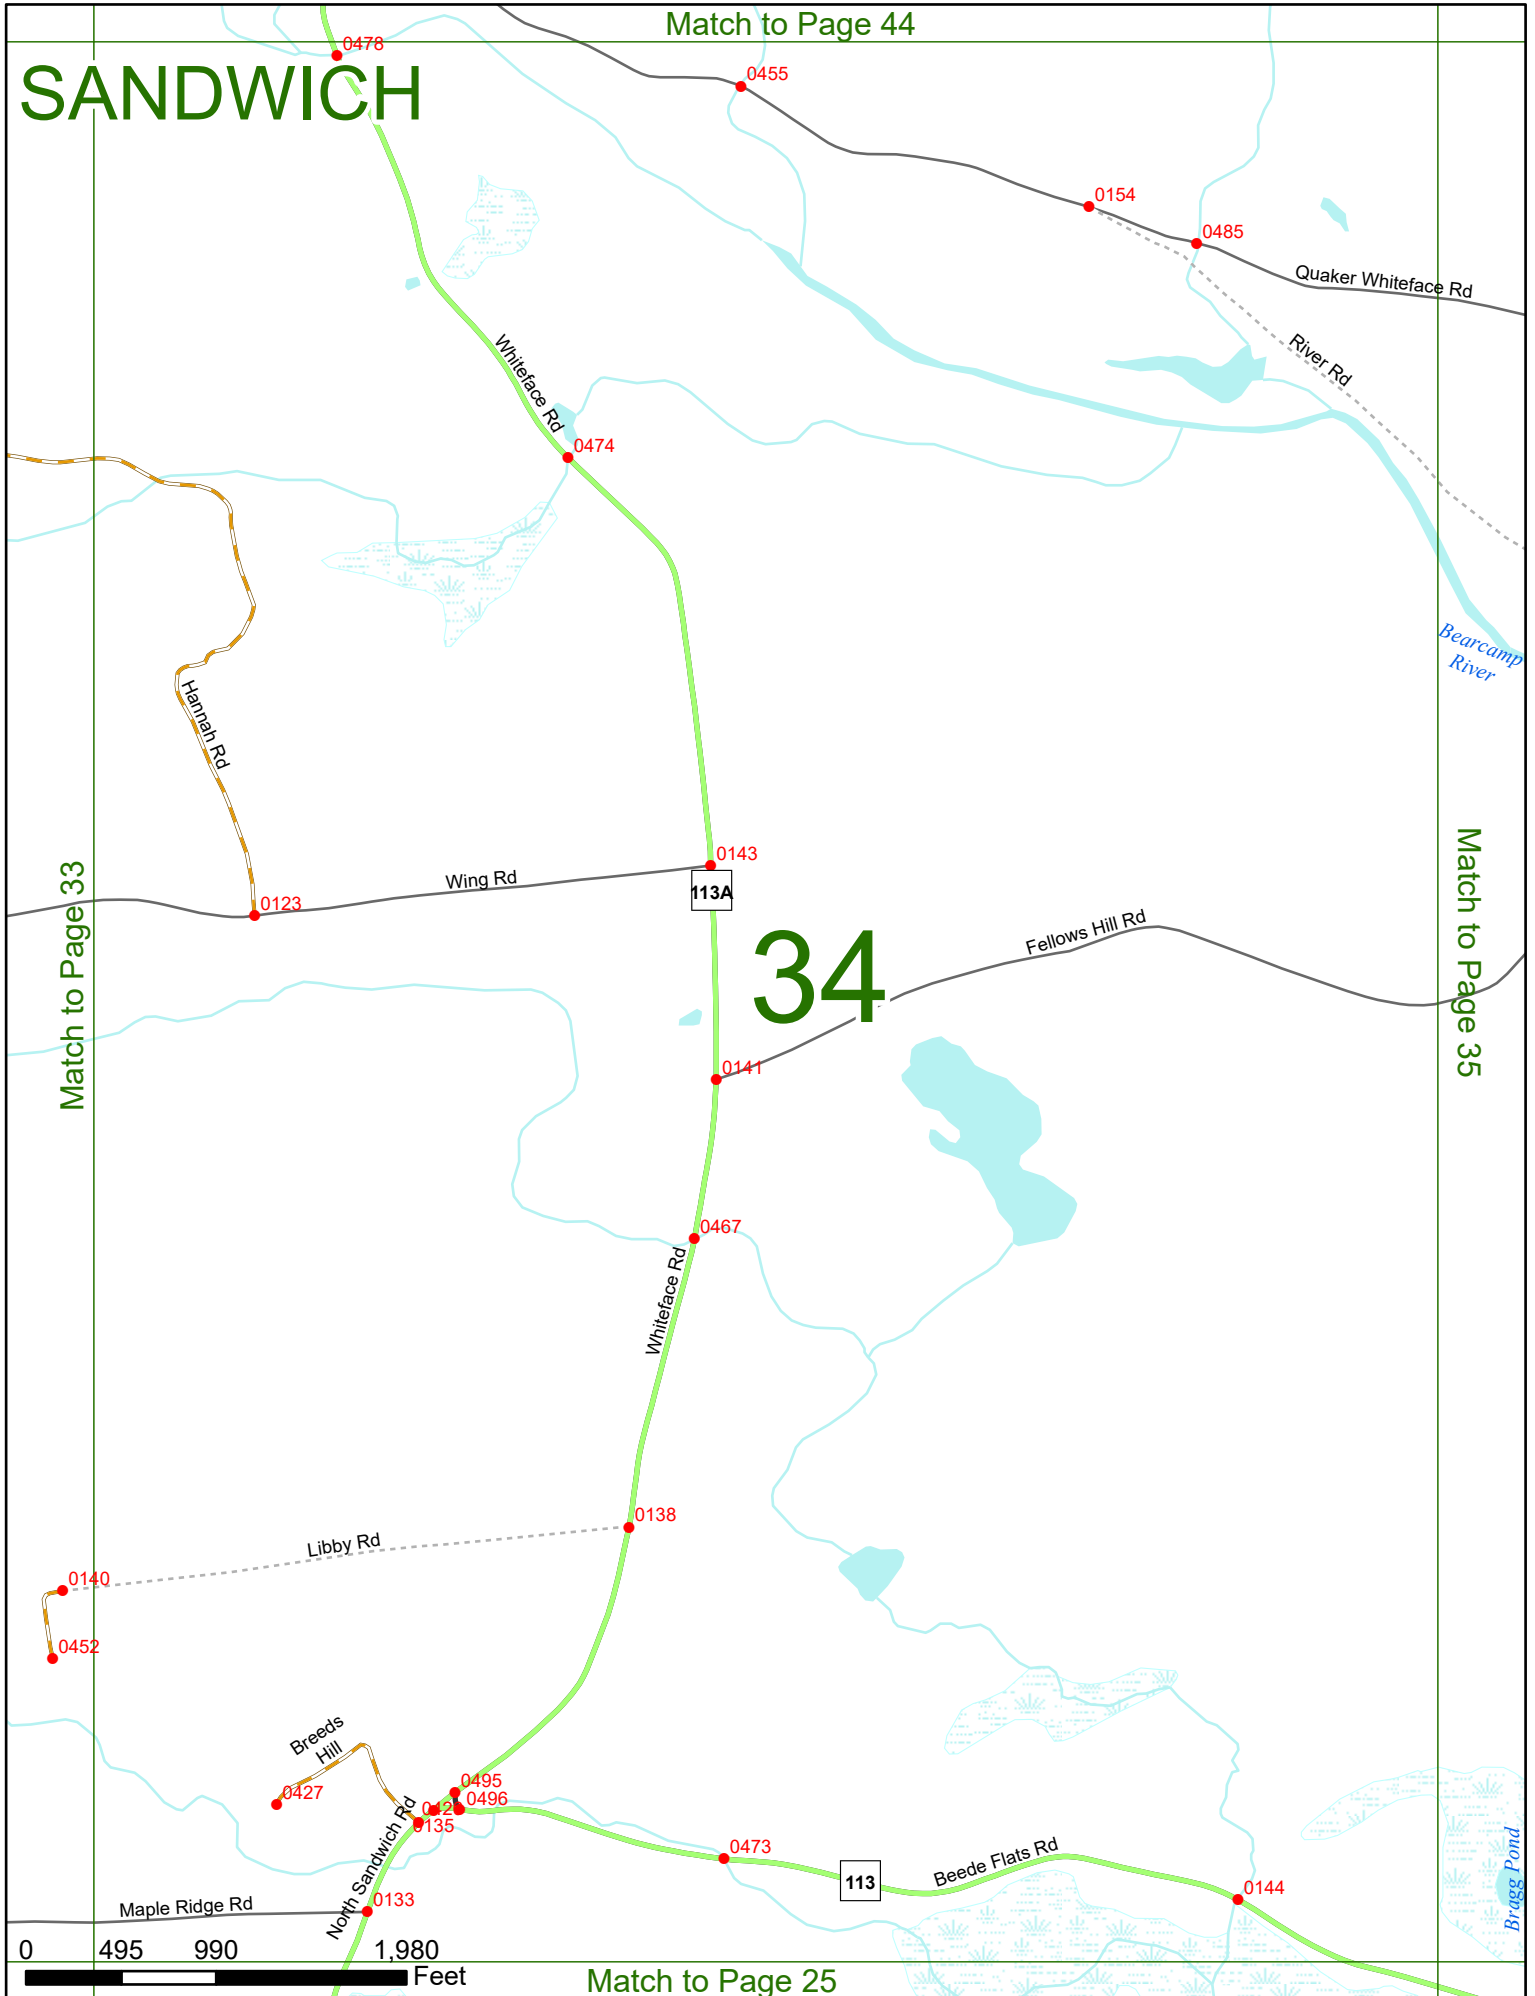 Match to Page 44
0478
SANDWICH
0455
0154
0485
Quaker Whiteface Rd
River Rd
Whiteface Rd
0474
Bearcamp
River
Hannah Rd
0143
Wing Rd
113A
0123
Match to Page 33
Match to Page 35
34
Fellows Hill Rd
0141
0467
Whiteface Rd
0138
Libby Rd
0140
0452
Breeds
Hill
0427
0495
0496
0135
North Sandwich Rd
0473
Beede Flats Rd
113
0144
Bragg Pond
Maple Ridge Rd
0133
0 495 990 1,980
Feet
Match to Page 25